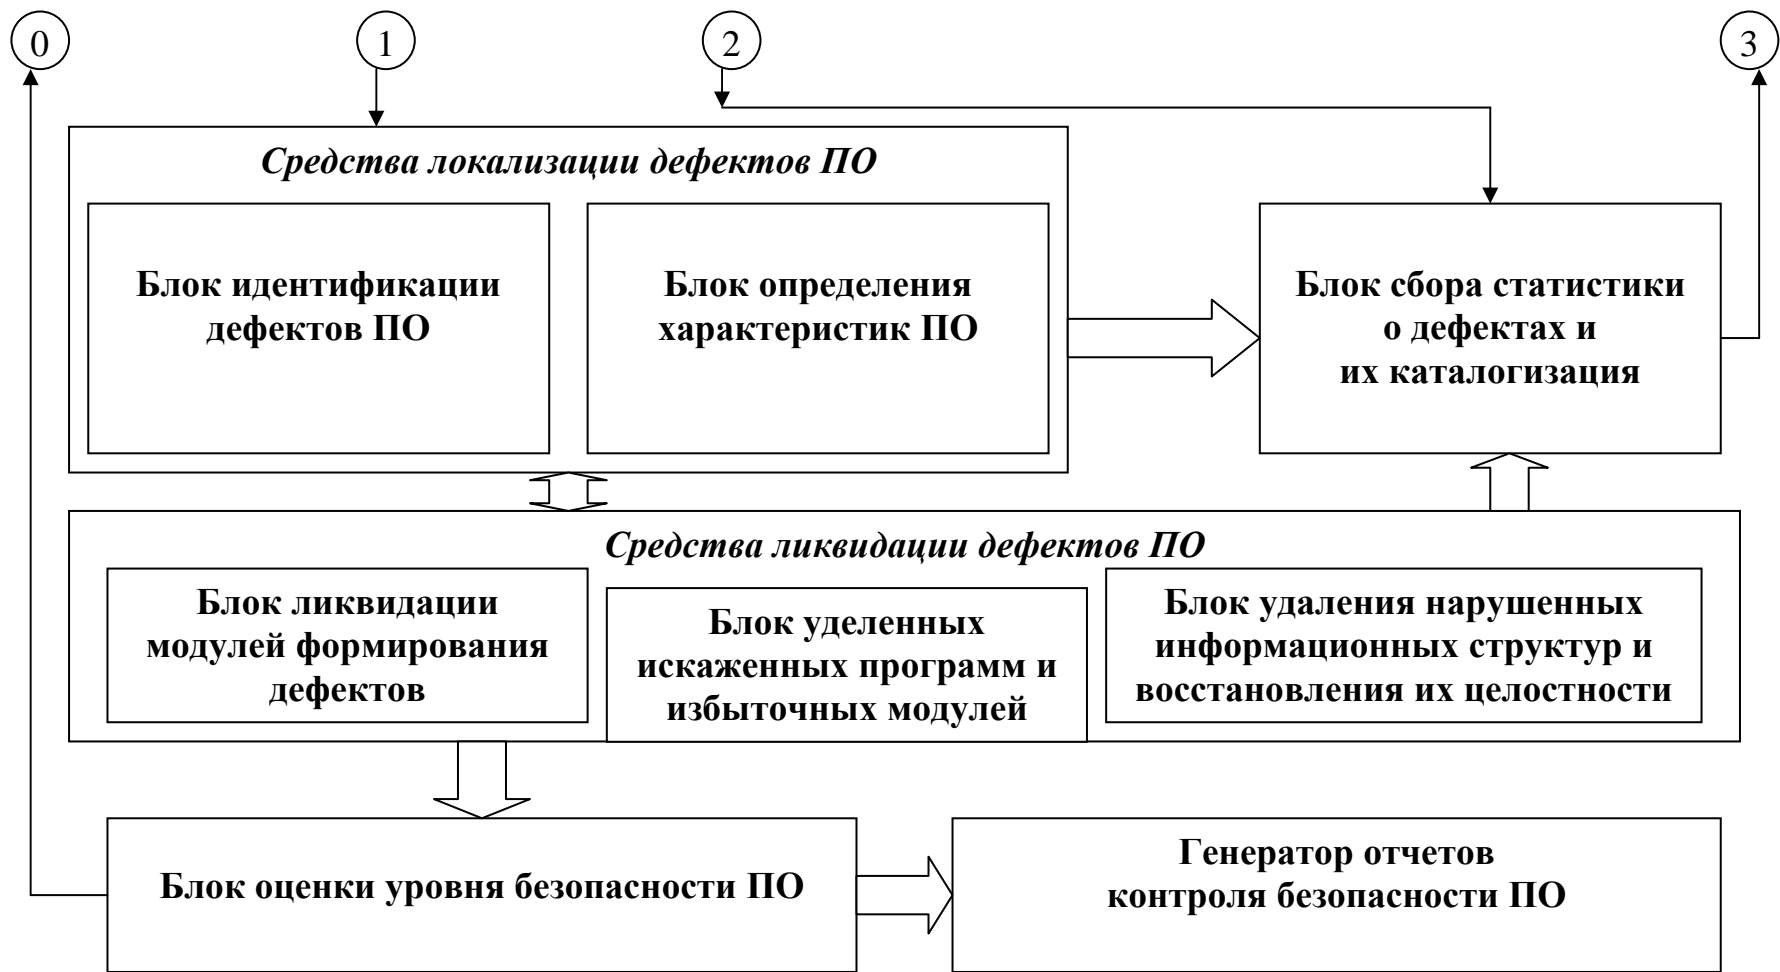 0
1
2
3
Средства локализации дефектов ПО
Блок идентификации
дефектов ПО
Блок определения
характеристик ПО
Блок сбора статистики
о дефектах и
их каталогизация
Средства ликвидации дефектов ПО
Блок ликвидации
модулей формирования
дефектов
Блок уделенных
искаженных программ и
избыточных модулей
Блок удаления нарушенных
информационных структур и
восстановления их целостности
Блок оценки уровня безопасности ПО
Генератор отчетов
контроля безопасности ПО